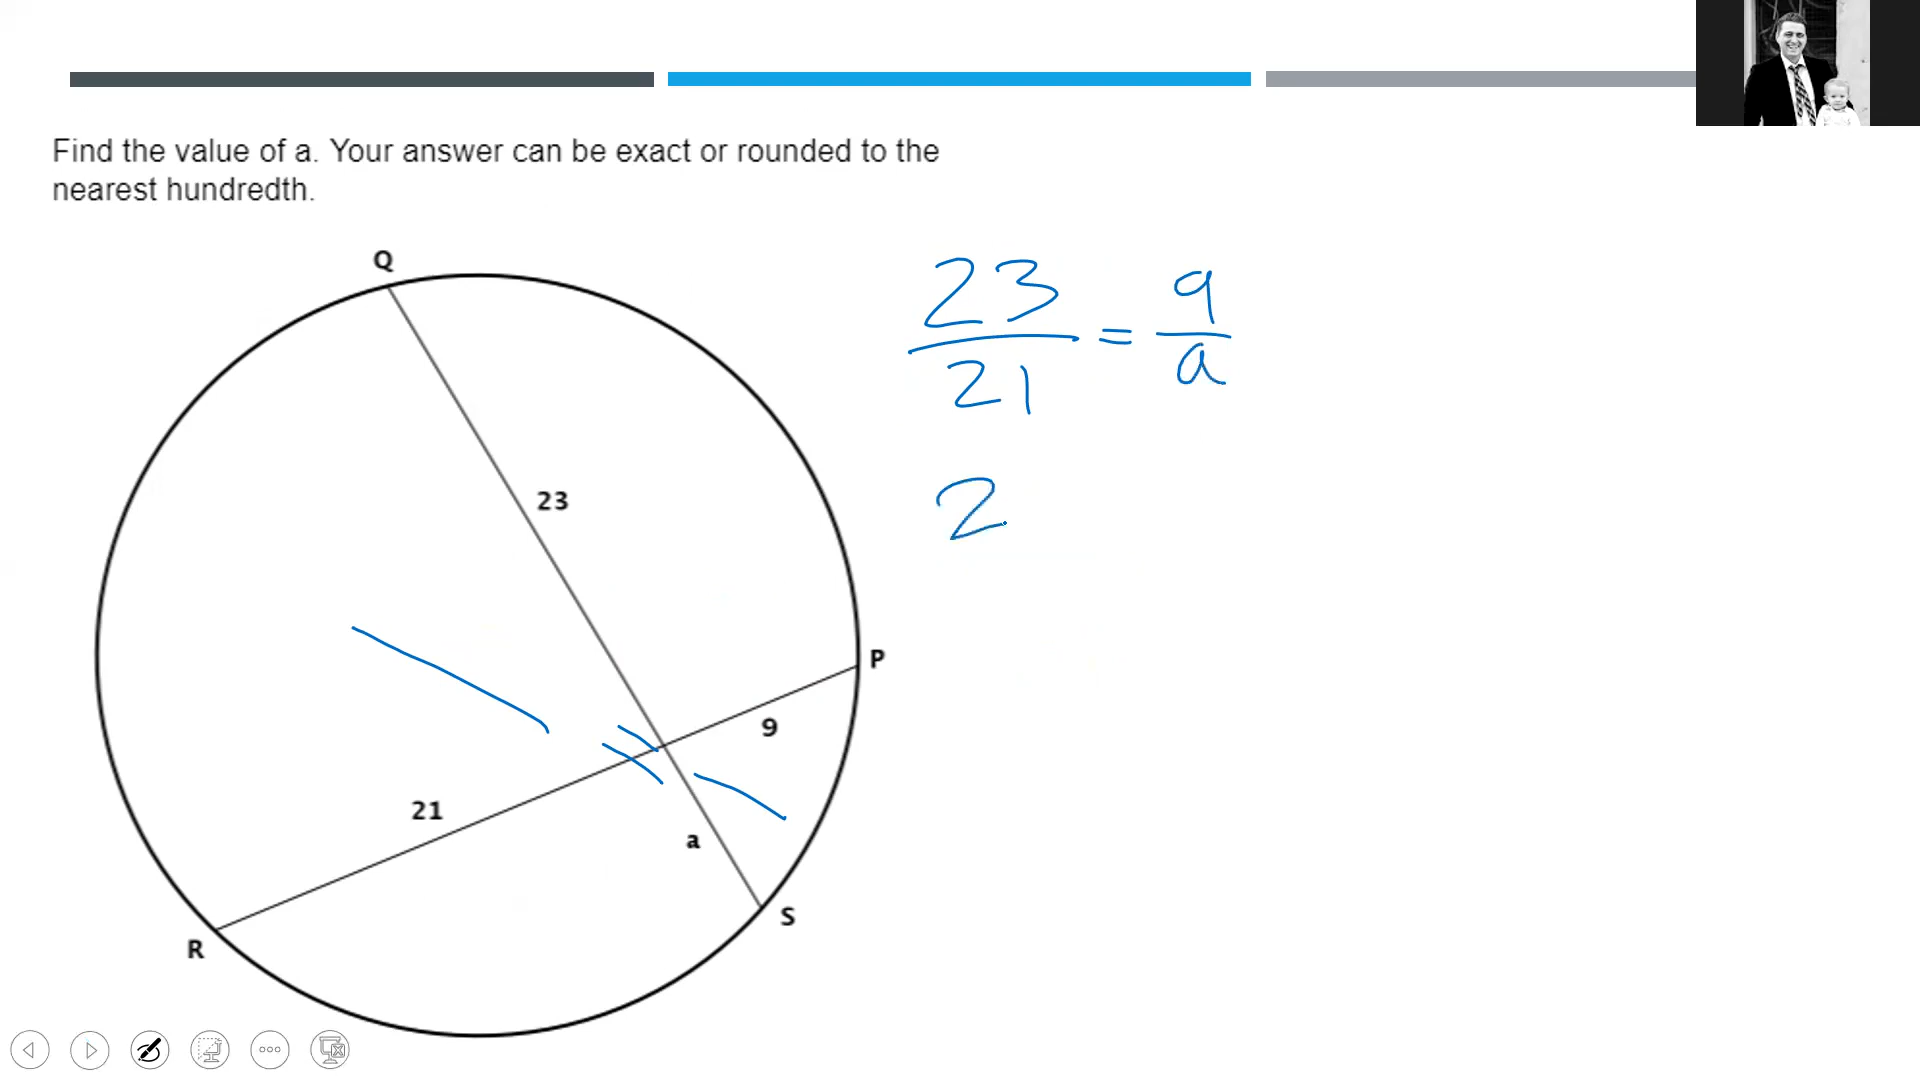 Find the value of a. Your answer can be exact or rounded to the
nearest hundredth.
Q
23
P
9
21
a
S
R
23
21
=
9
a
2